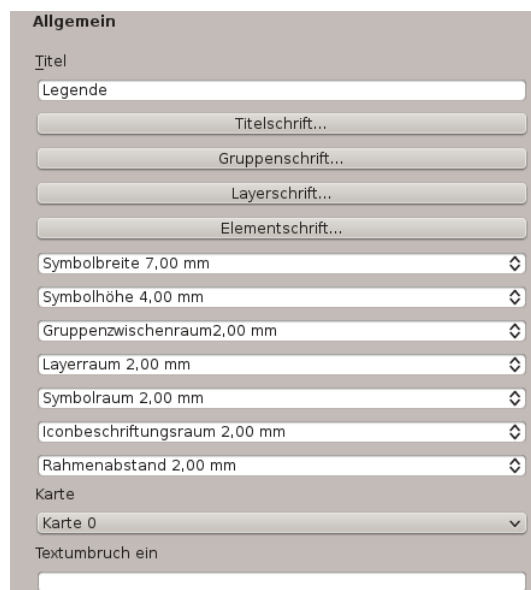 Allgemein
Titel
Legende
Titelschrift...
Gruppenschrift...
Layerschrift...
Elementschrift...
Symbolbreite 7,00 mm
Symbolhöhe 4,00 mm
Gruppenzwischenraum2,00 mm
Layerraum 2,00 mm
Symbolraum 2,00 mm
Iconbeschriftungsraum 2,00 mm
Rahmenabstand 2,00 mm
Karte
Karte 0
Textumbruch ein